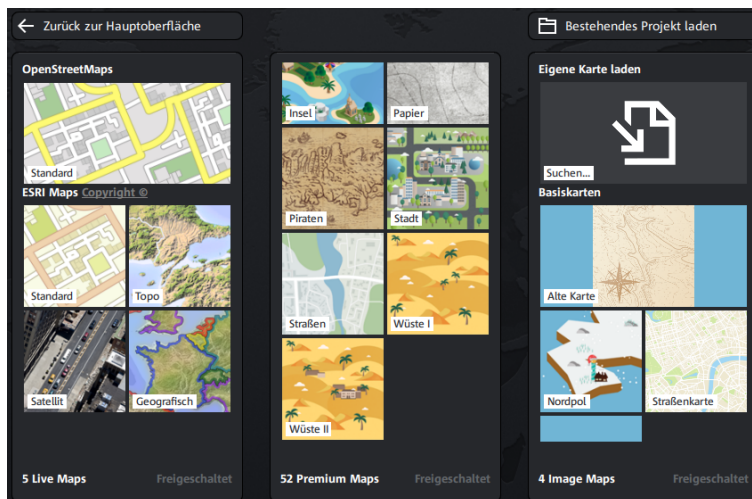 Zurück zur Hauptoberfläche
OpenStreetMaps
Standard
ESRI Maps Copyright ©
Standard
Topo
Satellit
Geografisch
5 Live Maps Freigeschaltet
Insel
Papier
Piraten
Stadt
Straßen
Wüste I
Wüste II
52 Premium Maps Freigeschaltet
Bestehendes Projekt laden
Eigene Karte laden
Suchen...
Basiskarten
Alte Karte
Nordpol
Straßenkarte
4 Image Maps Freigeschaltet